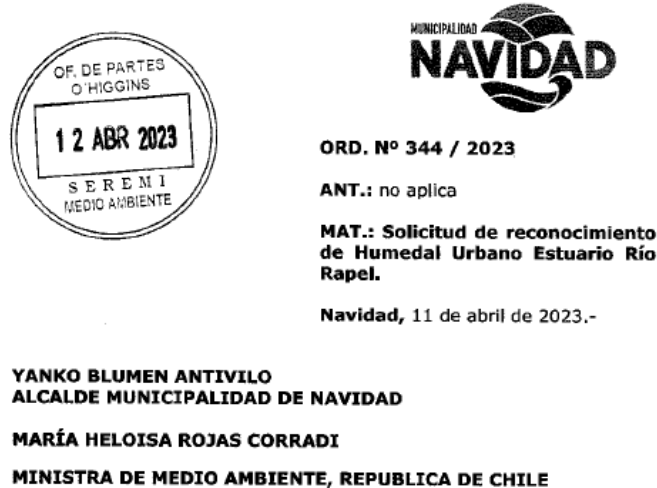 OF. DE PARTES
O'HIGGINS
12 ABR 2023
SEREMI
MEDIO AMBIENTE
MUNICIPALIDAD
NAVIDAD
ORD. Nº 344 / 2023
ANT.: no aplica
MAT.: Solicitud de reconocimiento
de Humedal Urbano Estuario Río
Rapel.
Navidad, 11 de abril de 2023.-
YANKO BLUMEN ANTIVILO
ALCALDE MUNICIPALIDAD DE NAVIDAD
MARÍA HELOISA ROJAS CORRADI
MINISTRA DE MEDIO AMBIENTE, REPUBLICA DE CHILE